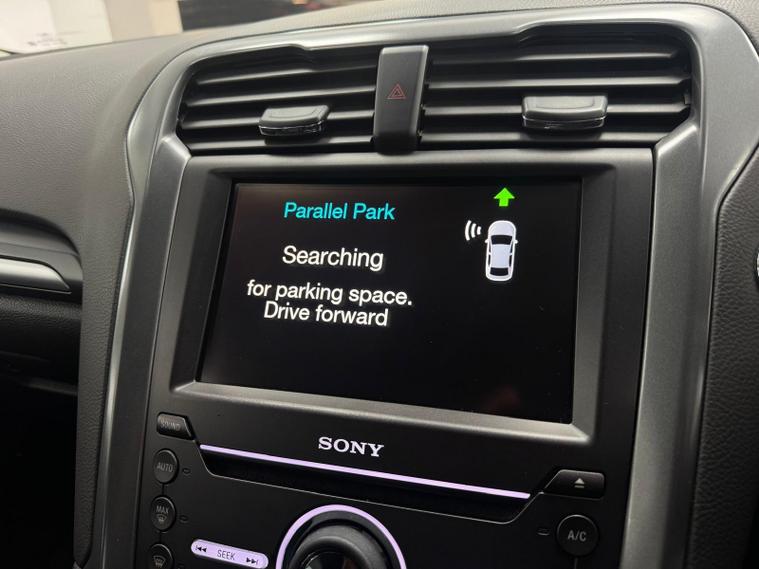 Parallel Park
Searching
for parking space.
Drive forward
SOUND
SONY
AUTO
MAX
SEEK
A/C